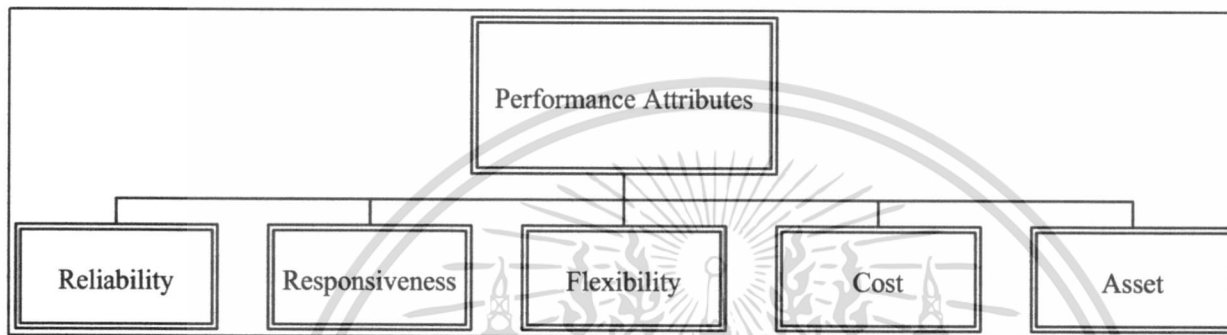 Performance Attributes
Reliability
Responsiveness
Flexibility
Cost
Asset